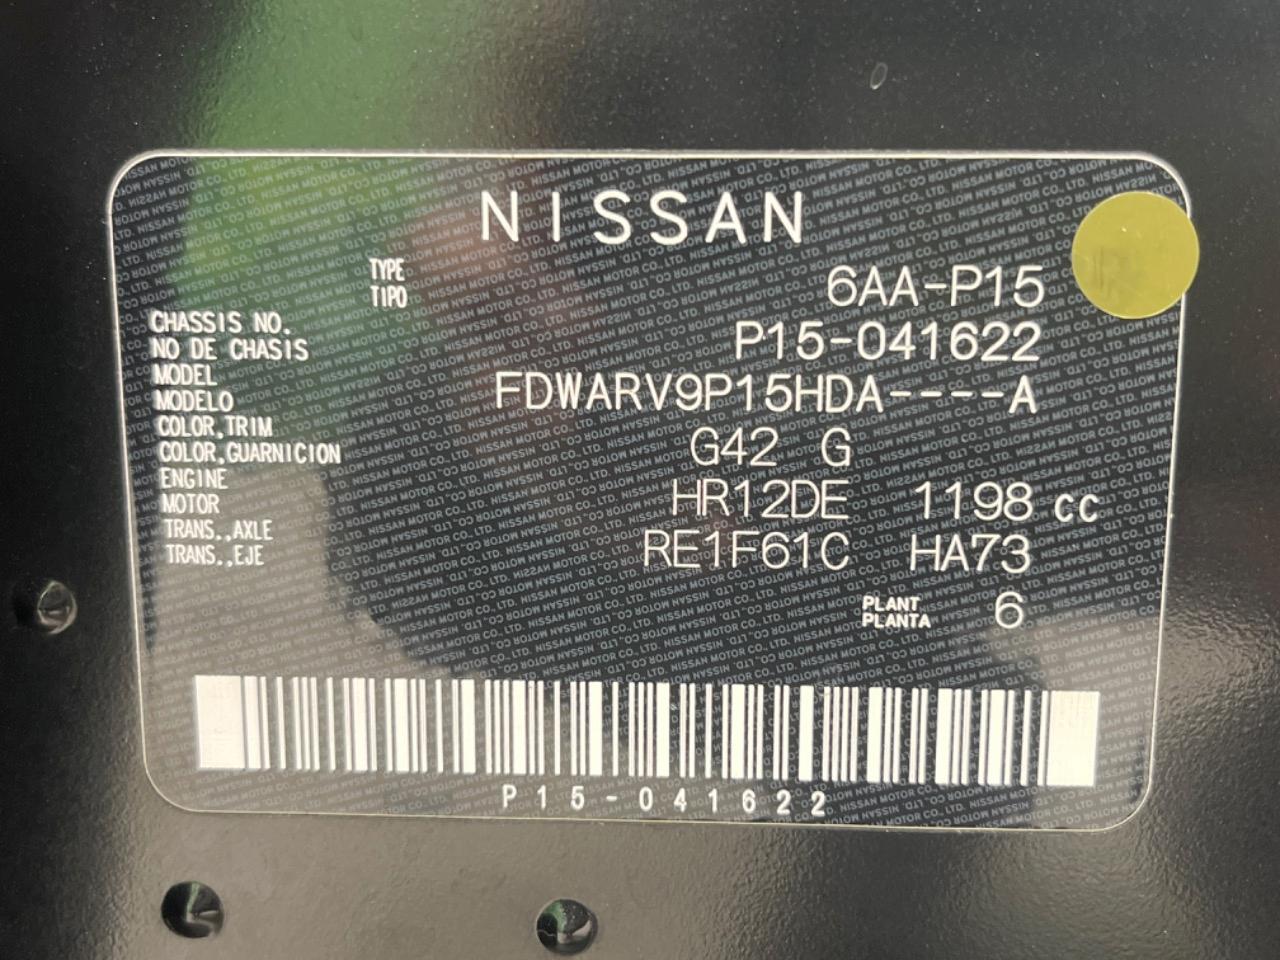 NISSAN
TYPE
TIPO 6AA-P15
CHASSIS NO.
NO DE CHASIS P15-041622
MODEL
MODELO FDWARV9P15HDA----A
COLOR,TRIM
COLOR,GUARNICION G42 G
ENGINE
MOTOR HR12DE 1198 cc
TRANS.,AXLE
TRANS.,EJE RE1F61C HA73
PLANT
PLANTA 6
P15-041622